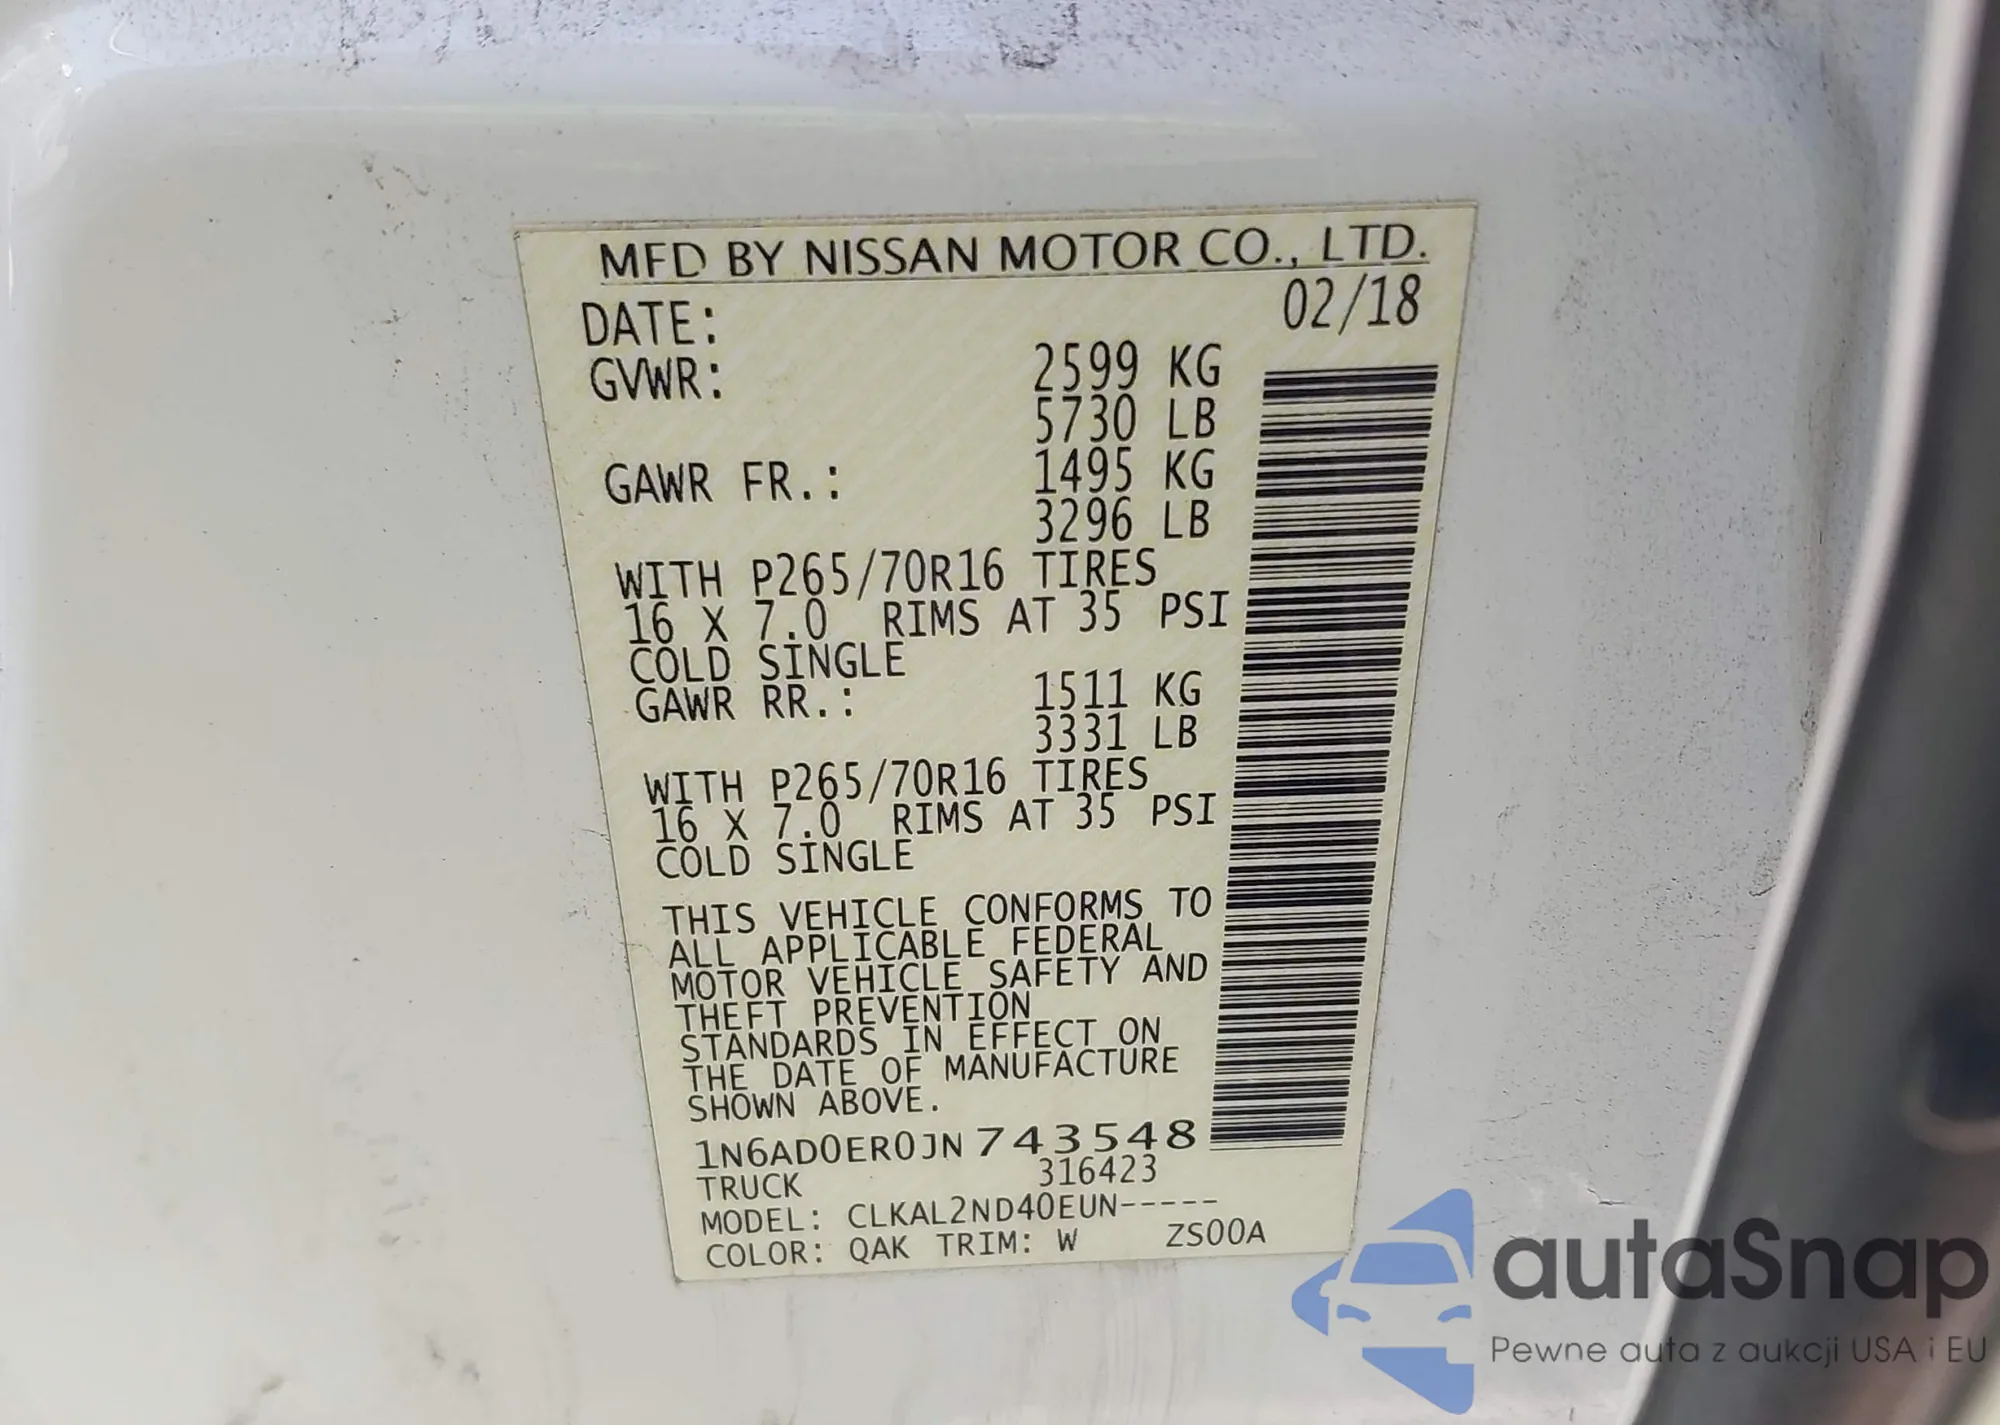 MFD BY NISSAN MOTOR CO., LTD.
DATE: 02/18
GVWR: 2599 KG
5730 LB
GAWR FR.: 1495 KG
3296 LB
WITH P265/70R16 TIRES
16 X 7.0 RIMS AT 35 PSI
COLD SINGLE
GAWR RR.: 1511 KG
3331 LB
WITH P265/70R16 TIRES
16 X 7.0 RIMS AT 35 PSI
COLD SINGLE
THIS VEHICLE CONFORMS TO
ALL APPLICABLE FEDERAL
MOTOR VEHICLE SAFETY AND
THEFT PREVENTION
STANDARDS IN EFFECT ON
THE DATE OF MANUFACTURE
SHOWN ABOVE.
1N6AD0ER0JN743548
TRUCK 316423
MODEL: CLKAL2ND40EUN-----
COLOR: QAK TRIM: W ZS00A
autaSnap
Pewne auta z aukcji USA i EU